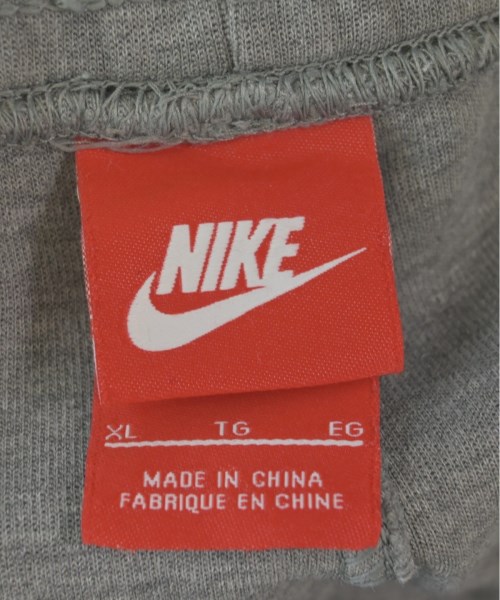 NIKE
XL TG EG
MADE IN CHINA
FABRIQUE EN CHINE